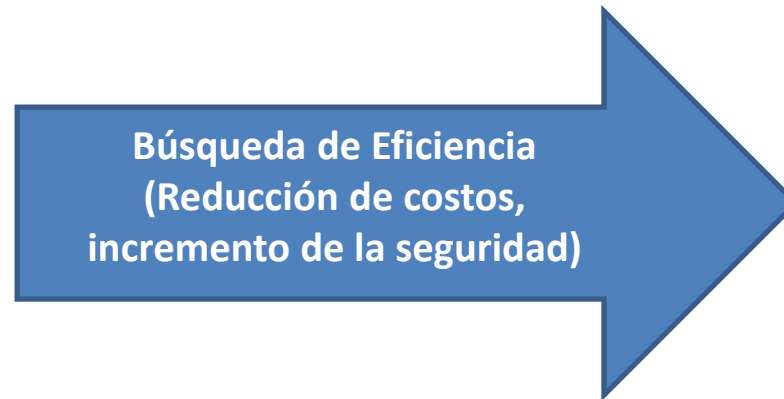 Búsqueda de Eficiencia
(Reducción de costos,
incremento de la seguridad)